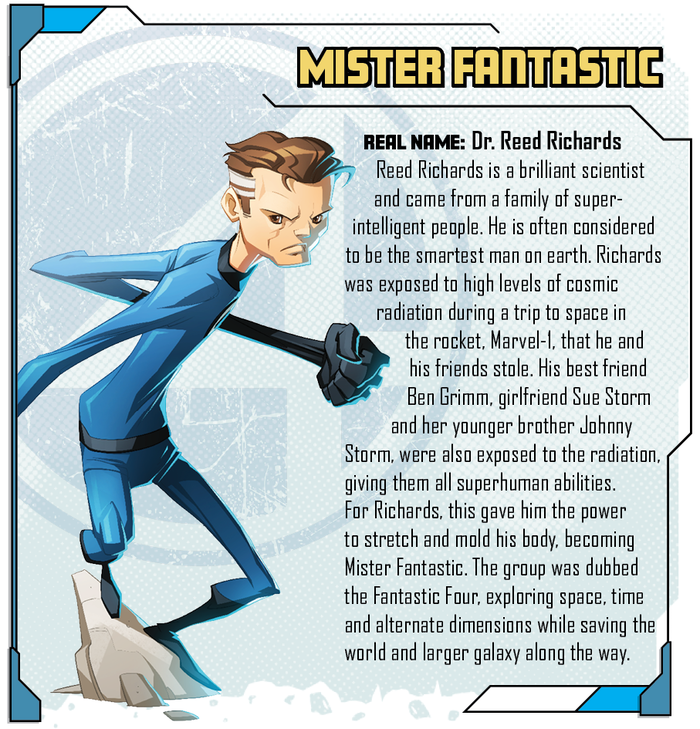 MISTER FANTASTIC
REAL NAME: Dr. Reed Richards
Reed Richards is a brilliant scientist
and came from a family of super-
intelligent people. He is often considered
to be the smartest man on earth. Richards
was exposed to high levels of cosmic
radiation during a trip to space in
the rocket, Marvel-1, that he and
his friends stole. His best friend
Ben Grimm, girlfriend Sue Storm
and her younger brother Johnny
Storm, were also exposed to the radiation,
giving them all superhuman abilities.
For Richards, this gave him the power
to stretch and mold his body, becoming
Mister Fantastic. The group was dubbed
the Fantastic Four, exploring space, time
and alternate dimensions while saving the
world and larger galaxy along the way.